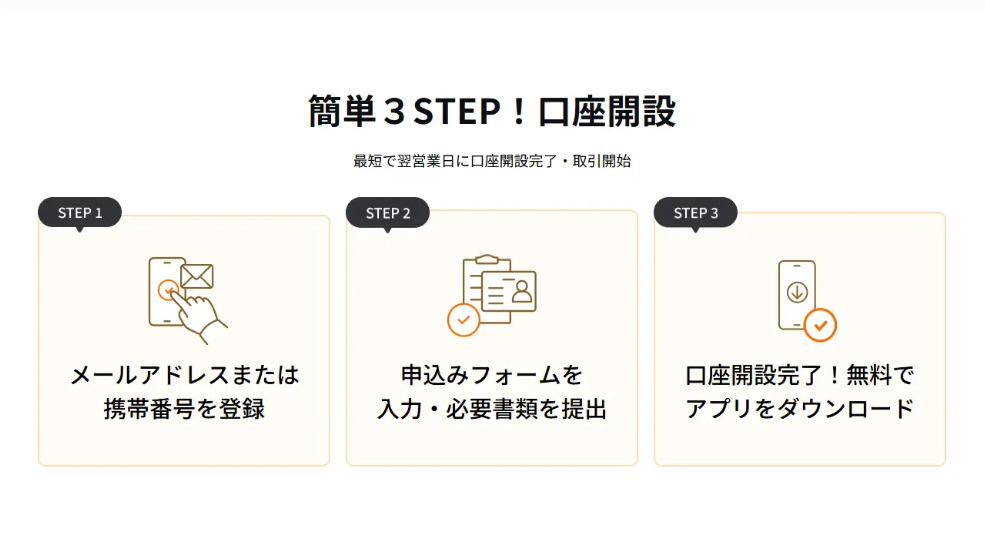 簡単３STEP！口座開設
最短で翌営業日に口座開設完了・取引開始
STEP 1
メールアドレスまたは
携帯番号を登録
STEP 2
申込みフォームを
入力・必要書類を提出
STEP 3
口座開設完了！無料で
アプリをダウンロード